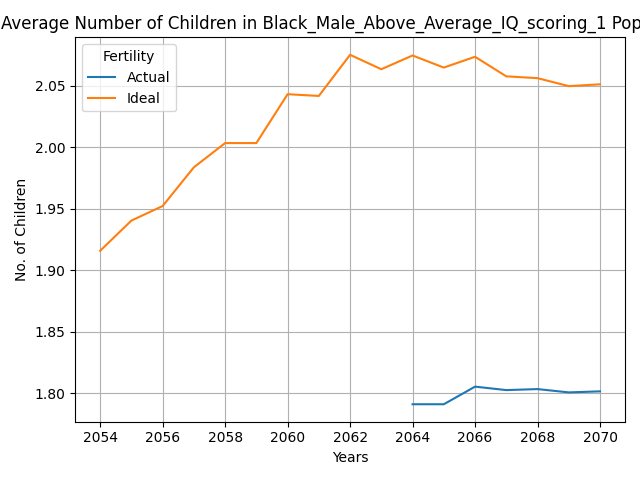 Average Number of Children in Black_Male_Above_Average_IQ_scoring_1 Pop
Fertility
Actual
Ideal
2.05
2.00
1.95
1.90
1.85
1.80
No. of Children
2054 2056 2058 2060 2062 2064 2066 2068 2070
Years